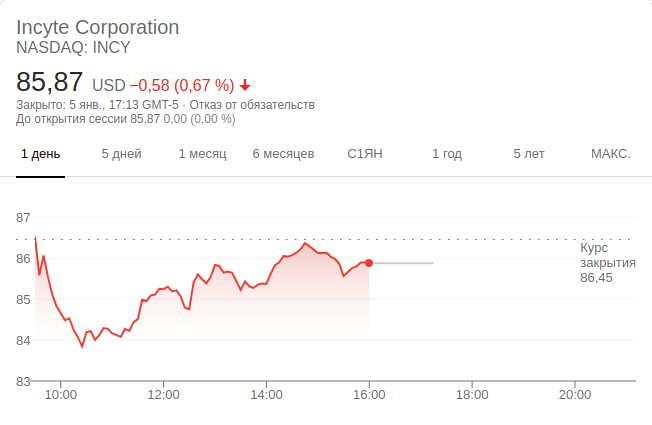 Incyte Corporation
NASDAQ: INCY
85,87 USD −0,58 (0,67 %)
Закрыто: 5 янв., 17:13 GMT-5 · Отказ от обязательств
До открытия сессии 85,87 0,00 (0,00 %)
1 день 5 дней 1 месяц 6 месяцев С1ЯН 1 год 5 лет МАКС.
87
86
85
84
83
Курс
закрытия
86,45
10:00 12:00 14:00 16:00 18:00 20:00